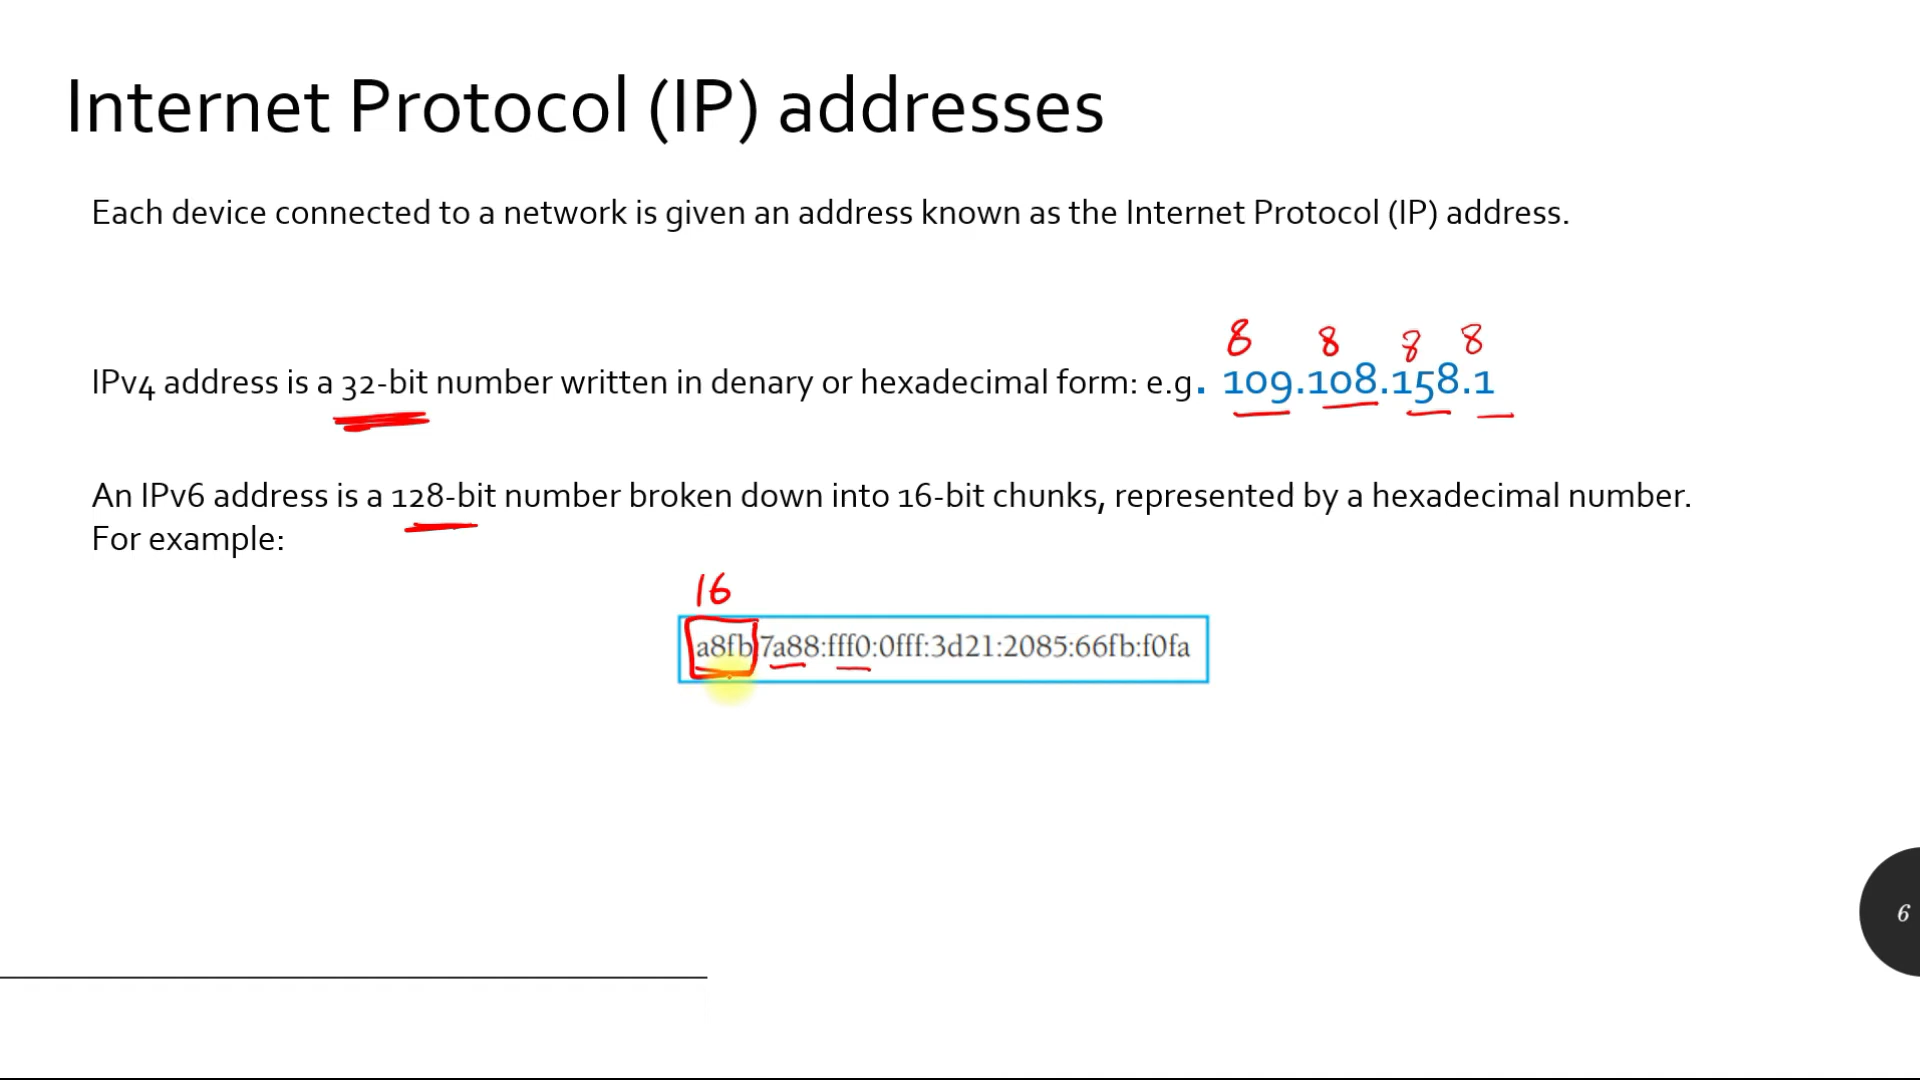 Internet Protocol (IP) addresses
Each device connected to a network is given an address known as the Internet Protocol (IP) address.
8 8 8 8
IPv4 address is a 32-bit number written in denary or hexadecimal form: e.g. 109.108.158.1
An IPv6 address is a 128-bit number broken down into 16-bit chunks, represented by a hexadecimal number.
For example:
16
a8fb:7a88:fff0:0fff:3d21:2085:66fb:f0fa
6